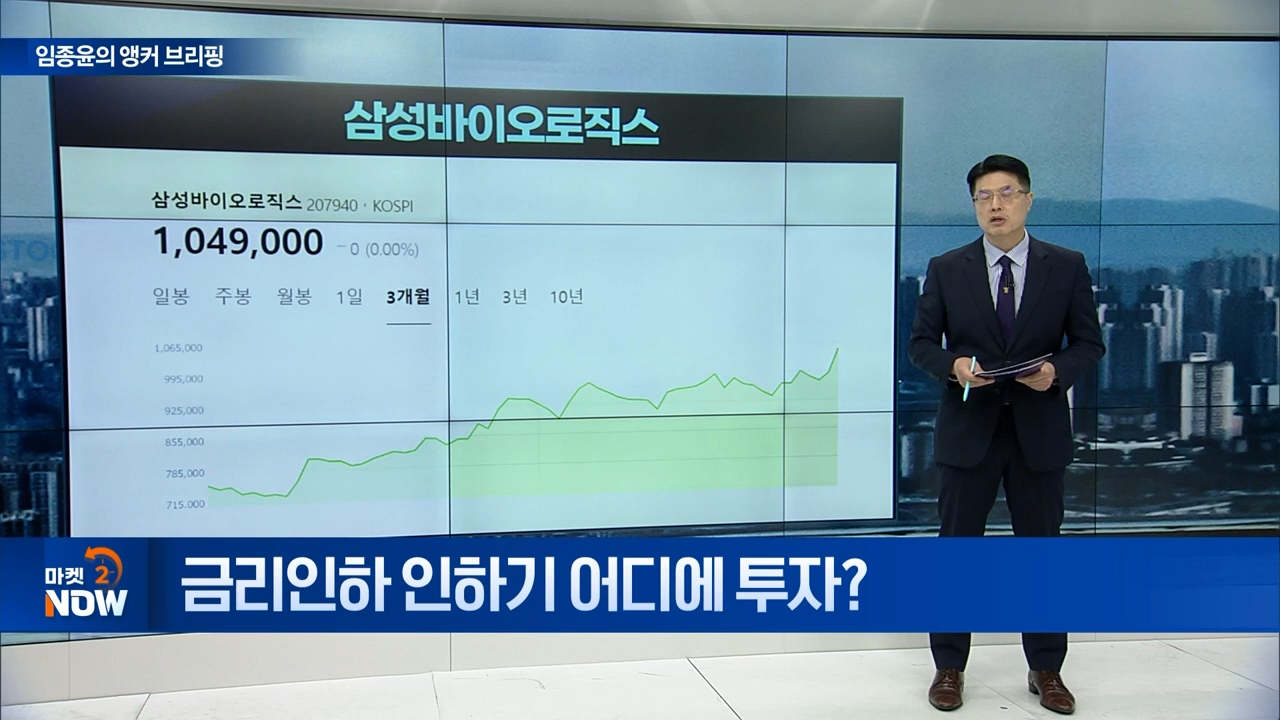 임종윤의 앵커 브리핑
삼성바이오로직스
삼성바이오로직스 207940 · KOSPI
1,049,000 – 0 (0.00%)
일봉 주봉 월봉 1일 3개월 1년 3년 10년
1,065,000
995,000
925,000
855,000
785,000
715.000
마켓 2
NOW
금리인하 인하기 어디에 투자?